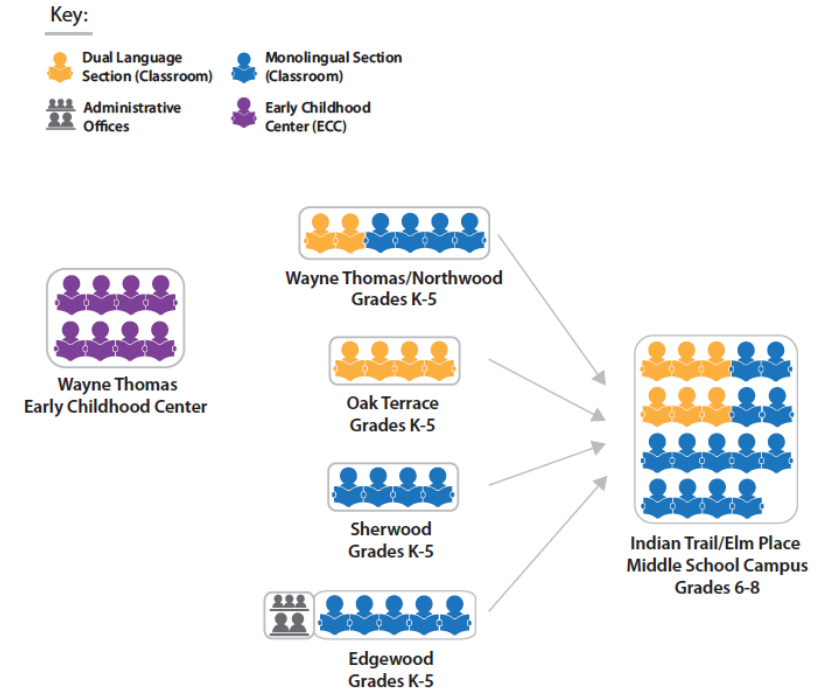 Key:
Dual Language
Section (Classroom)
Monolingual Section
(Classroom)
Administrative
Offices
Early Childhood
Center (ECC)
Wayne Thomas/Northwood
Grades K-5
Wayne Thomas
Early Childhood Center
Oak Terrace
Grades K-5
Sherwood
Grades K-5
Indian Trail/Elm Place
Middle School Campus
Grades 6-8
Edgewood
Grades K-5